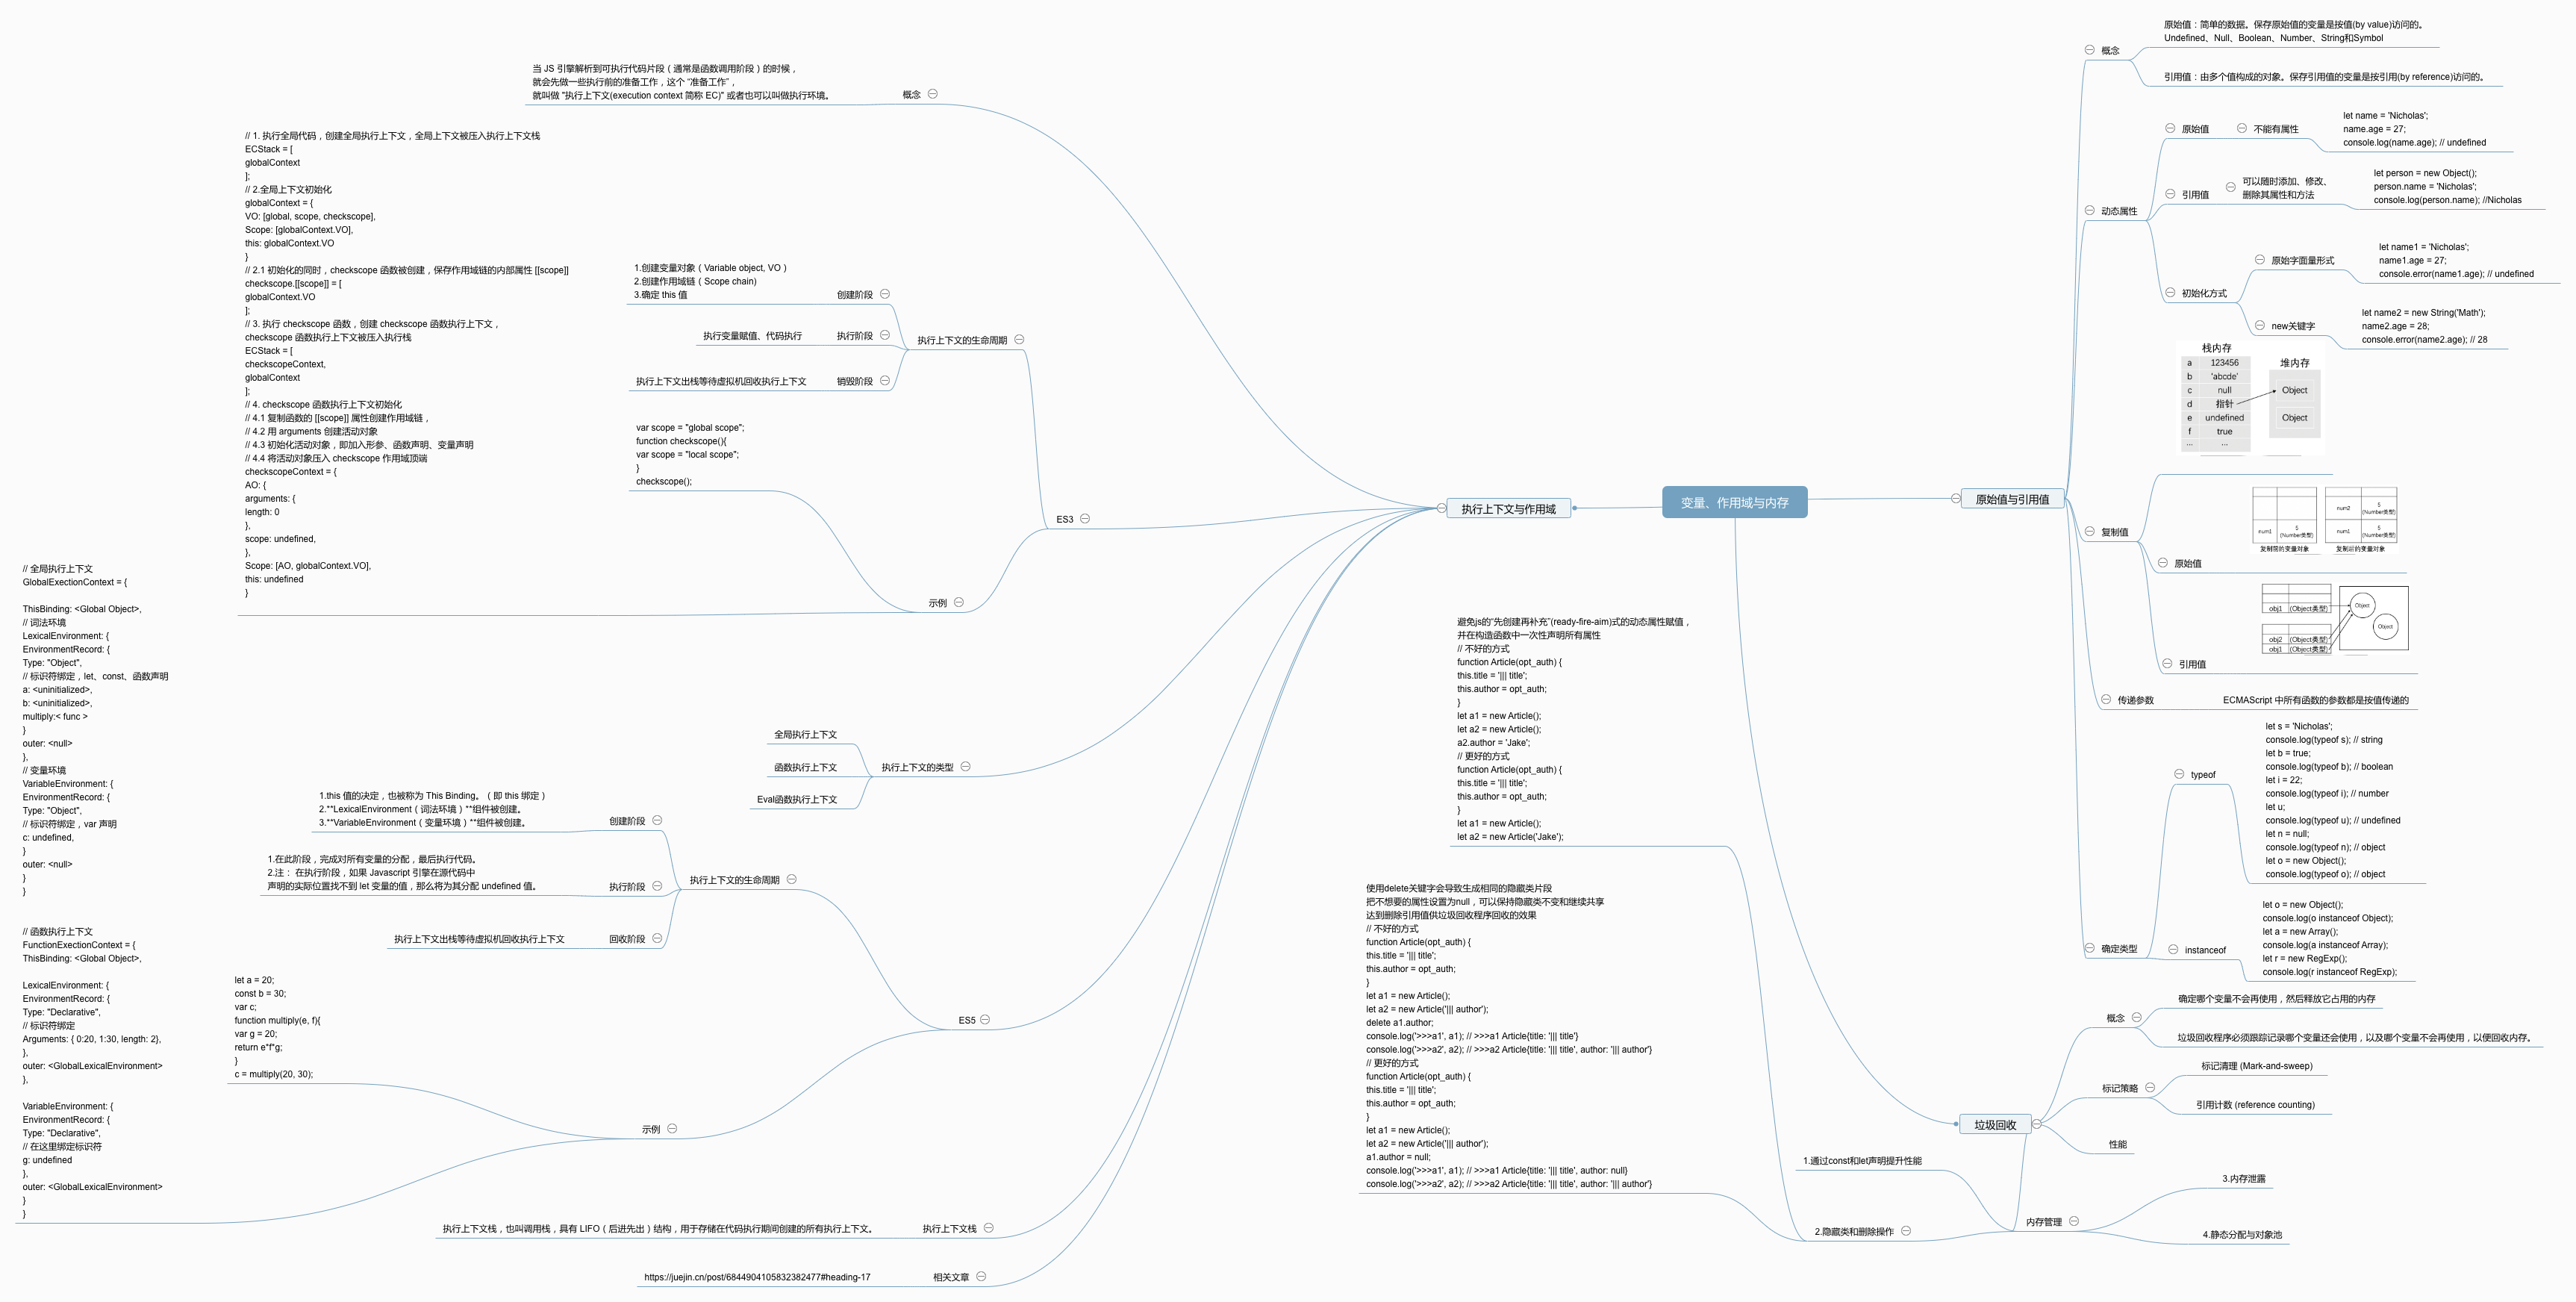 变量、作用域与内存
原始值与引用值
概念
原始值：简单的数据。保存原始值的变量是按值(by value)访问的。
Undefined、Null、Boolean、Number、String和Symbol
引用值：由多个值构成的对象。保存引用值的变量是按引用(by reference)访问的。
动态属性
原始值
不能有属性
let name = 'Nicholas';
name.age = 27;
console.log(name.age); // undefined
引用值
可以随时添加、修改、
删除其属性和方法
let person = new Object();
person.name = 'Nicholas';
console.log(person.name); //Nicholas
初始化方式
原始字面量形式
let name1 = 'Nicholas';
name1.age = 27;
console.error(name1.age); // undefined
new关键字
let name2 = new String('Math');
name2.age = 28;
console.error(name2.age); // 28
复制值
栈内存
堆内存
a 123456
b 'abcde'
c null
d 指针
e undefined
f true
... ...
Object
Object
原始值
num1 5 (Number类型)
num2 5 (Number类型)
num1 5 (Number类型)
复制前的变量对象
复制后的变量对象
引用值
obj1 (Object类型)
obj2 (Object类型)
obj1 (Object类型)
Object
Object
传递参数
ECMAScript 中所有函数的参数都是按值传递的
确定类型
typeof
let s = 'Nicholas';
console.log(typeof s); // string
let b = true;
console.log(typeof b); // boolean
let i = 22;
console.log(typeof i); // number
let u;
console.log(typeof u); // undefined
let n = null;
console.log(typeof n); // object
let o = new Object();
console.log(typeof o); // object
instanceof
let o = new Object();
console.log(o instanceof Object);
let a = new Array();
console.log(a instanceof Array);
let r = new RegExp();
console.log(r instanceof RegExp);
垃圾回收
概念
确定哪个变量不会再使用，然后释放它占用的内存
垃圾回收程序必须跟踪记录哪个变量还会使用，以及哪个变量不会再使用，以便回收内存。
标记策略
标记清理 (Mark-and-sweep)
引用计数 (reference counting)
性能
内存管理
1.通过const和let声明提升性能
2.隐藏类和删除操作
避免js的“先创建再补充”(ready-fire-aim)式的动态属性赋值，
并在构造函数中一次性声明所有属性
// 不好的方式
function Article(opt_auth) {
this.title = '||| title';
this.author = opt_auth;
}
let a1 = new Article();
let a2 = new Article();
a2.author = 'Jake';
// 更好的方式
function Article(opt_auth) {
this.title = '||| title';
this.author = opt_auth;
}
let a1 = new Article();
let a2 = new Article('Jake');
使用delete关键字会导致生成相同的隐藏类片段
把不想要的属性设置为null，可以保持隐藏类不变和继续共享
达到删除引用值供垃圾回收程序回收的效果
// 不好的方式
function Article(opt_auth) {
this.title = '||| title';
this.author = opt_auth;
}
let a1 = new Article();
let a2 = new Article('||| author');
delete a1.author;
console.log('>>>a1', a1); // >>>a1 Article{title: '||| title'}
console.log('>>>a2', a2); // >>>a2 Article{title: '||| title', author: '||| author'}
// 更好的方式
function Article(opt_auth) {
this.title = '||| title';
this.author = opt_auth;
}
let a1 = new Article();
let a2 = new Article('||| author');
a1.author = null;
console.log('>>>a1', a1); // >>>a1 Article{title: '||| title', author: null}
console.log('>>>a2', a2); // >>>a2 Article{title: '||| title', author: '||| author'}
3.内存泄露
4.静态分配与对象池
执行上下文与作用域
概念
当 JS 引擎解析到可执行代码片段（通常是函数调用阶段）的时候，
就会先做一些执行前的准备工作，这个 “准备工作”，
就叫做 "执行上下文(execution context 简称 EC)" 或者也可以叫做执行环境。
ES3
执行上下文的生命周期
创建阶段
1.创建变量对象（Variable object, VO）
2.创建作用域链（Scope chain)
3.确定 this 值
执行阶段
执行变量赋值、代码执行
销毁阶段
执行上下文出栈等待虚拟机回收执行上下文
示例
var scope = "global scope";
function checkscope(){
var scope = "local scope";
}
checkscope();
// 1. 执行全局代码，创建全局执行上下文，全局上下文被压入执行上下文栈
ECStack = [
globalContext
];
// 2.全局上下文初始化
globalContext = {
VO: [global, scope, checkscope],
Scope: [globalContext.VO],
this: globalContext.VO
}
// 2.1 初始化的同时，checkscope 函数被创建，保存作用域链的内部属性 [[scope]]
checkscope.[[scope]] = [
globalContext.VO
];
// 3. 执行 checkscope 函数，创建 checkscope 函数执行上下文，
checkscope 函数执行上下文被压入执行栈
ECStack = [
checkscopeContext,
globalContext
];
// 4. checkscope 函数执行上下文初始化
// 4.1 复制函数的 [[scope]] 属性创建作用域链，
// 4.2 用 arguments 创建活动对象
// 4.3 初始化活动对象，即加入形参、函数声明、变量声明
// 4.4 将活动对象压入 checkscope 作用域顶端
checkscopeContext = {
AO: {
arguments: {
length: 0
},
scope: undefined,
},
Scope: [AO, globalContext.VO],
this: undefined
}
执行上下文的类型
全局执行上下文
函数执行上下文
Eval函数执行上下文
ES5
执行上下文的生命周期
创建阶段
1.this 值的决定，也被称为 This Binding。（即 this 绑定）
2.**LexicalEnvironment（词法环境）**组件被创建。
3.**VariableEnvironment（变量环境）**组件被创建。
执行阶段
1.在此阶段，完成对所有变量的分配，最后执行代码。
2.注： 在执行阶段，如果 Javascript 引擎在源代码中
声明的实际位置找不到 let 变量的值，那么将为其分配 undefined 值。
回收阶段
执行上下文出栈等待虚拟机回收执行上下文
示例
let a = 20;
const b = 30;
var c;
function multiply(e, f){
var g = 20;
return e*f*g;
}
c = multiply(20, 30);
// 全局执行上下文
GlobalExectionContext = {
ThisBinding: <Global Object>,
// 词法环境
LexicalEnvironment: {
EnvironmentRecord: {
Type: "Object",
// 标识符绑定，let、const、函数声明
a: <uninitialized>,
b: <uninitialized>,
multiply:< func >
}
outer: <null>
},
// 变量环境
VariableEnvironment: {
EnvironmentRecord: {
Type: "Object",
// 标识符绑定，var 声明
c: undefined,
}
outer: <null>
}
}
// 函数执行上下文
FunctionExectionContext = {
ThisBinding: <Global Object>,
LexicalEnvironment: {
EnvironmentRecord: {
Type: "Declarative",
// 标识符绑定
Arguments: { 0:20, 1:30, length: 2},
},
outer: <GlobalLexicalEnvironment>
},
VariableEnvironment: {
EnvironmentRecord: {
Type: "Declarative",
// 在这里绑定标识符
g: undefined
},
outer: <GlobalLexicalEnvironment>
}
}
执行上下文栈
执行上下文栈，也叫调用栈，具有 LIFO（后进先出）结构，用于存储在代码执行期间创建的所有执行上下文。
相关文章
https://juejin.cn/post/6844904105832382477#heading-17